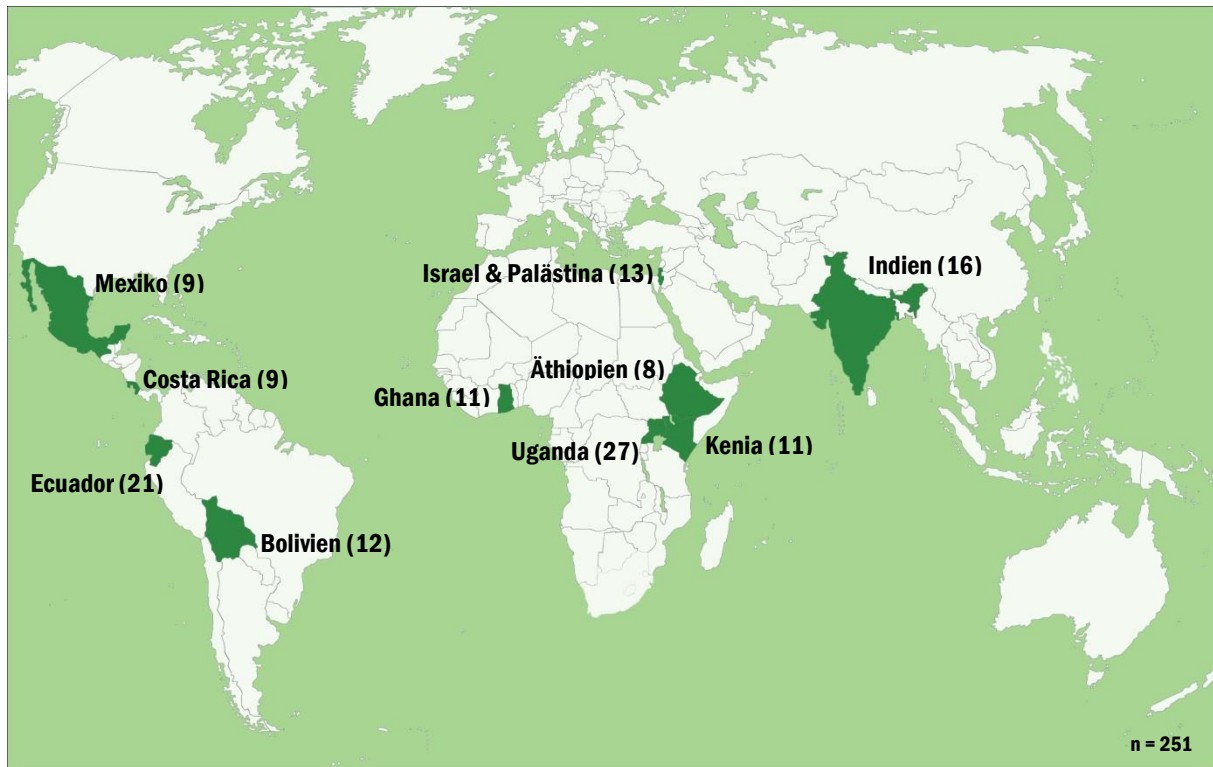 Mexiko (9)
Israel & Palästina (13)
Indien (16)
Costa Rica (9)
Äthiopien (8)
Ghana (11)
Uganda (27)
Kenia (11)
Ecuador (21)
Bolivien (12)
n = 251